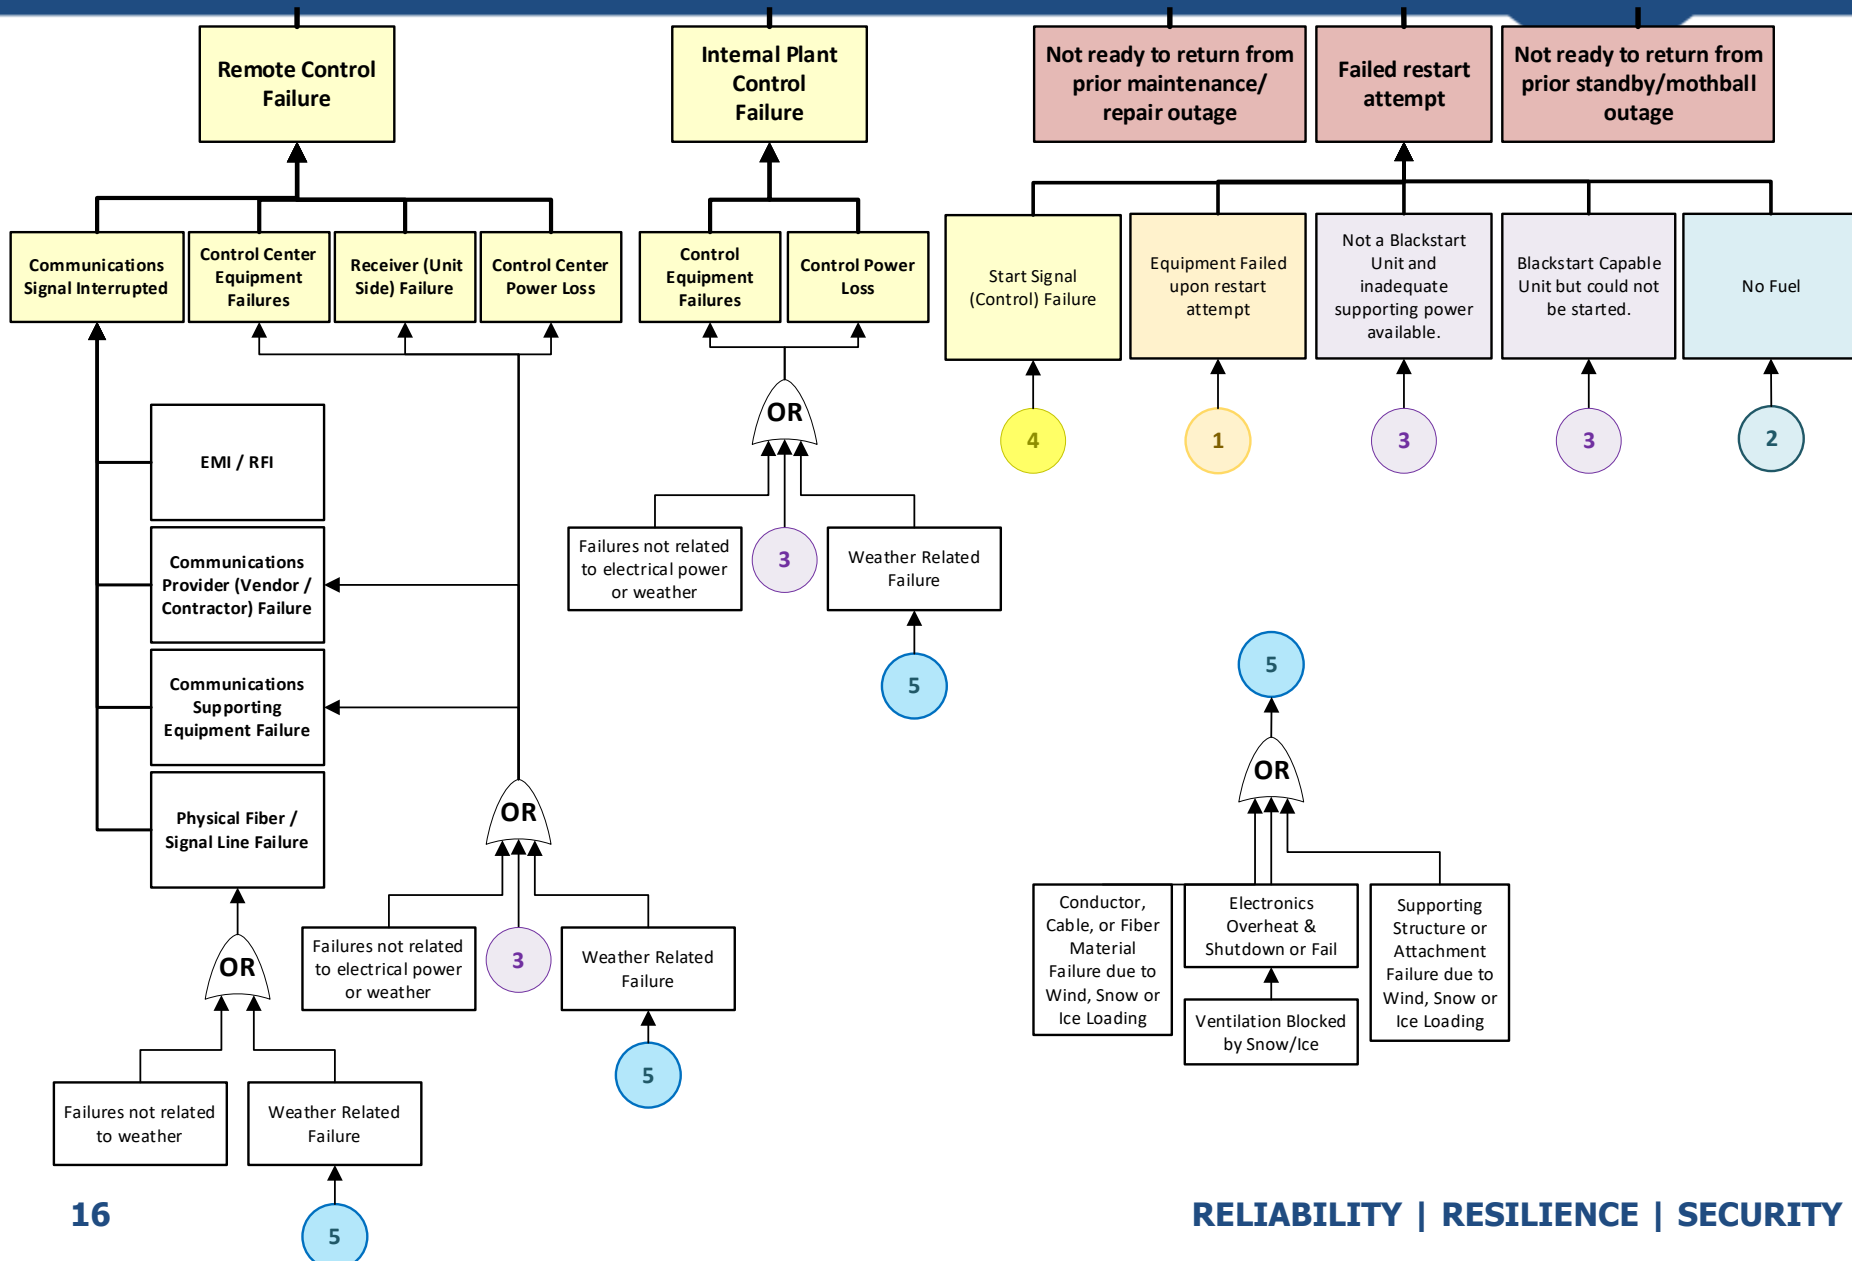 Remote Control
Failure
Internal Plant
Control
Failure
Not ready to return from
prior maintenance/
repair outage
Failed restart
attempt
Not ready to return from
prior standby/mothball
outage
Communications
Signal Interrupted
Control Center
Equipment
Failures
Receiver (Unit
Side) Failure
Control Center
Power Loss
Control
Equipment
Failures
Control Power
Loss
Start Signal
(Control) Failure
Equipment Failed
upon restart
attempt
Not a Blackstart
Unit and
inadequate
supporting power
available.
Blackstart Capable
Unit but could not
be started.
No Fuel
4
1
3
3
2
OR
EMI / RFI
Communications
Provider (Vendor /
Contractor) Failure
Communications
Supporting
Equipment Failure
Physical Fiber /
Signal Line Failure
Failures not related
to electrical power
or weather
3
Weather Related
Failure
5
5
OR
OR
Conductor,
Cable, or Fiber
Material
Failure due to
Wind, Snow or
Ice Loading
Electronics
Overheat &
Shutdown or Fail
Ventilation Blocked
by Snow/Ice
Supporting
Structure or
Attachment
Failure due to
Wind, Snow or
Ice Loading
Failures not related
to electrical power
or weather
3
Weather Related
Failure
5
OR
Failures not related
to weather
Weather Related
Failure
5
16
RELIABILITY | RESILIENCE | SECURITY